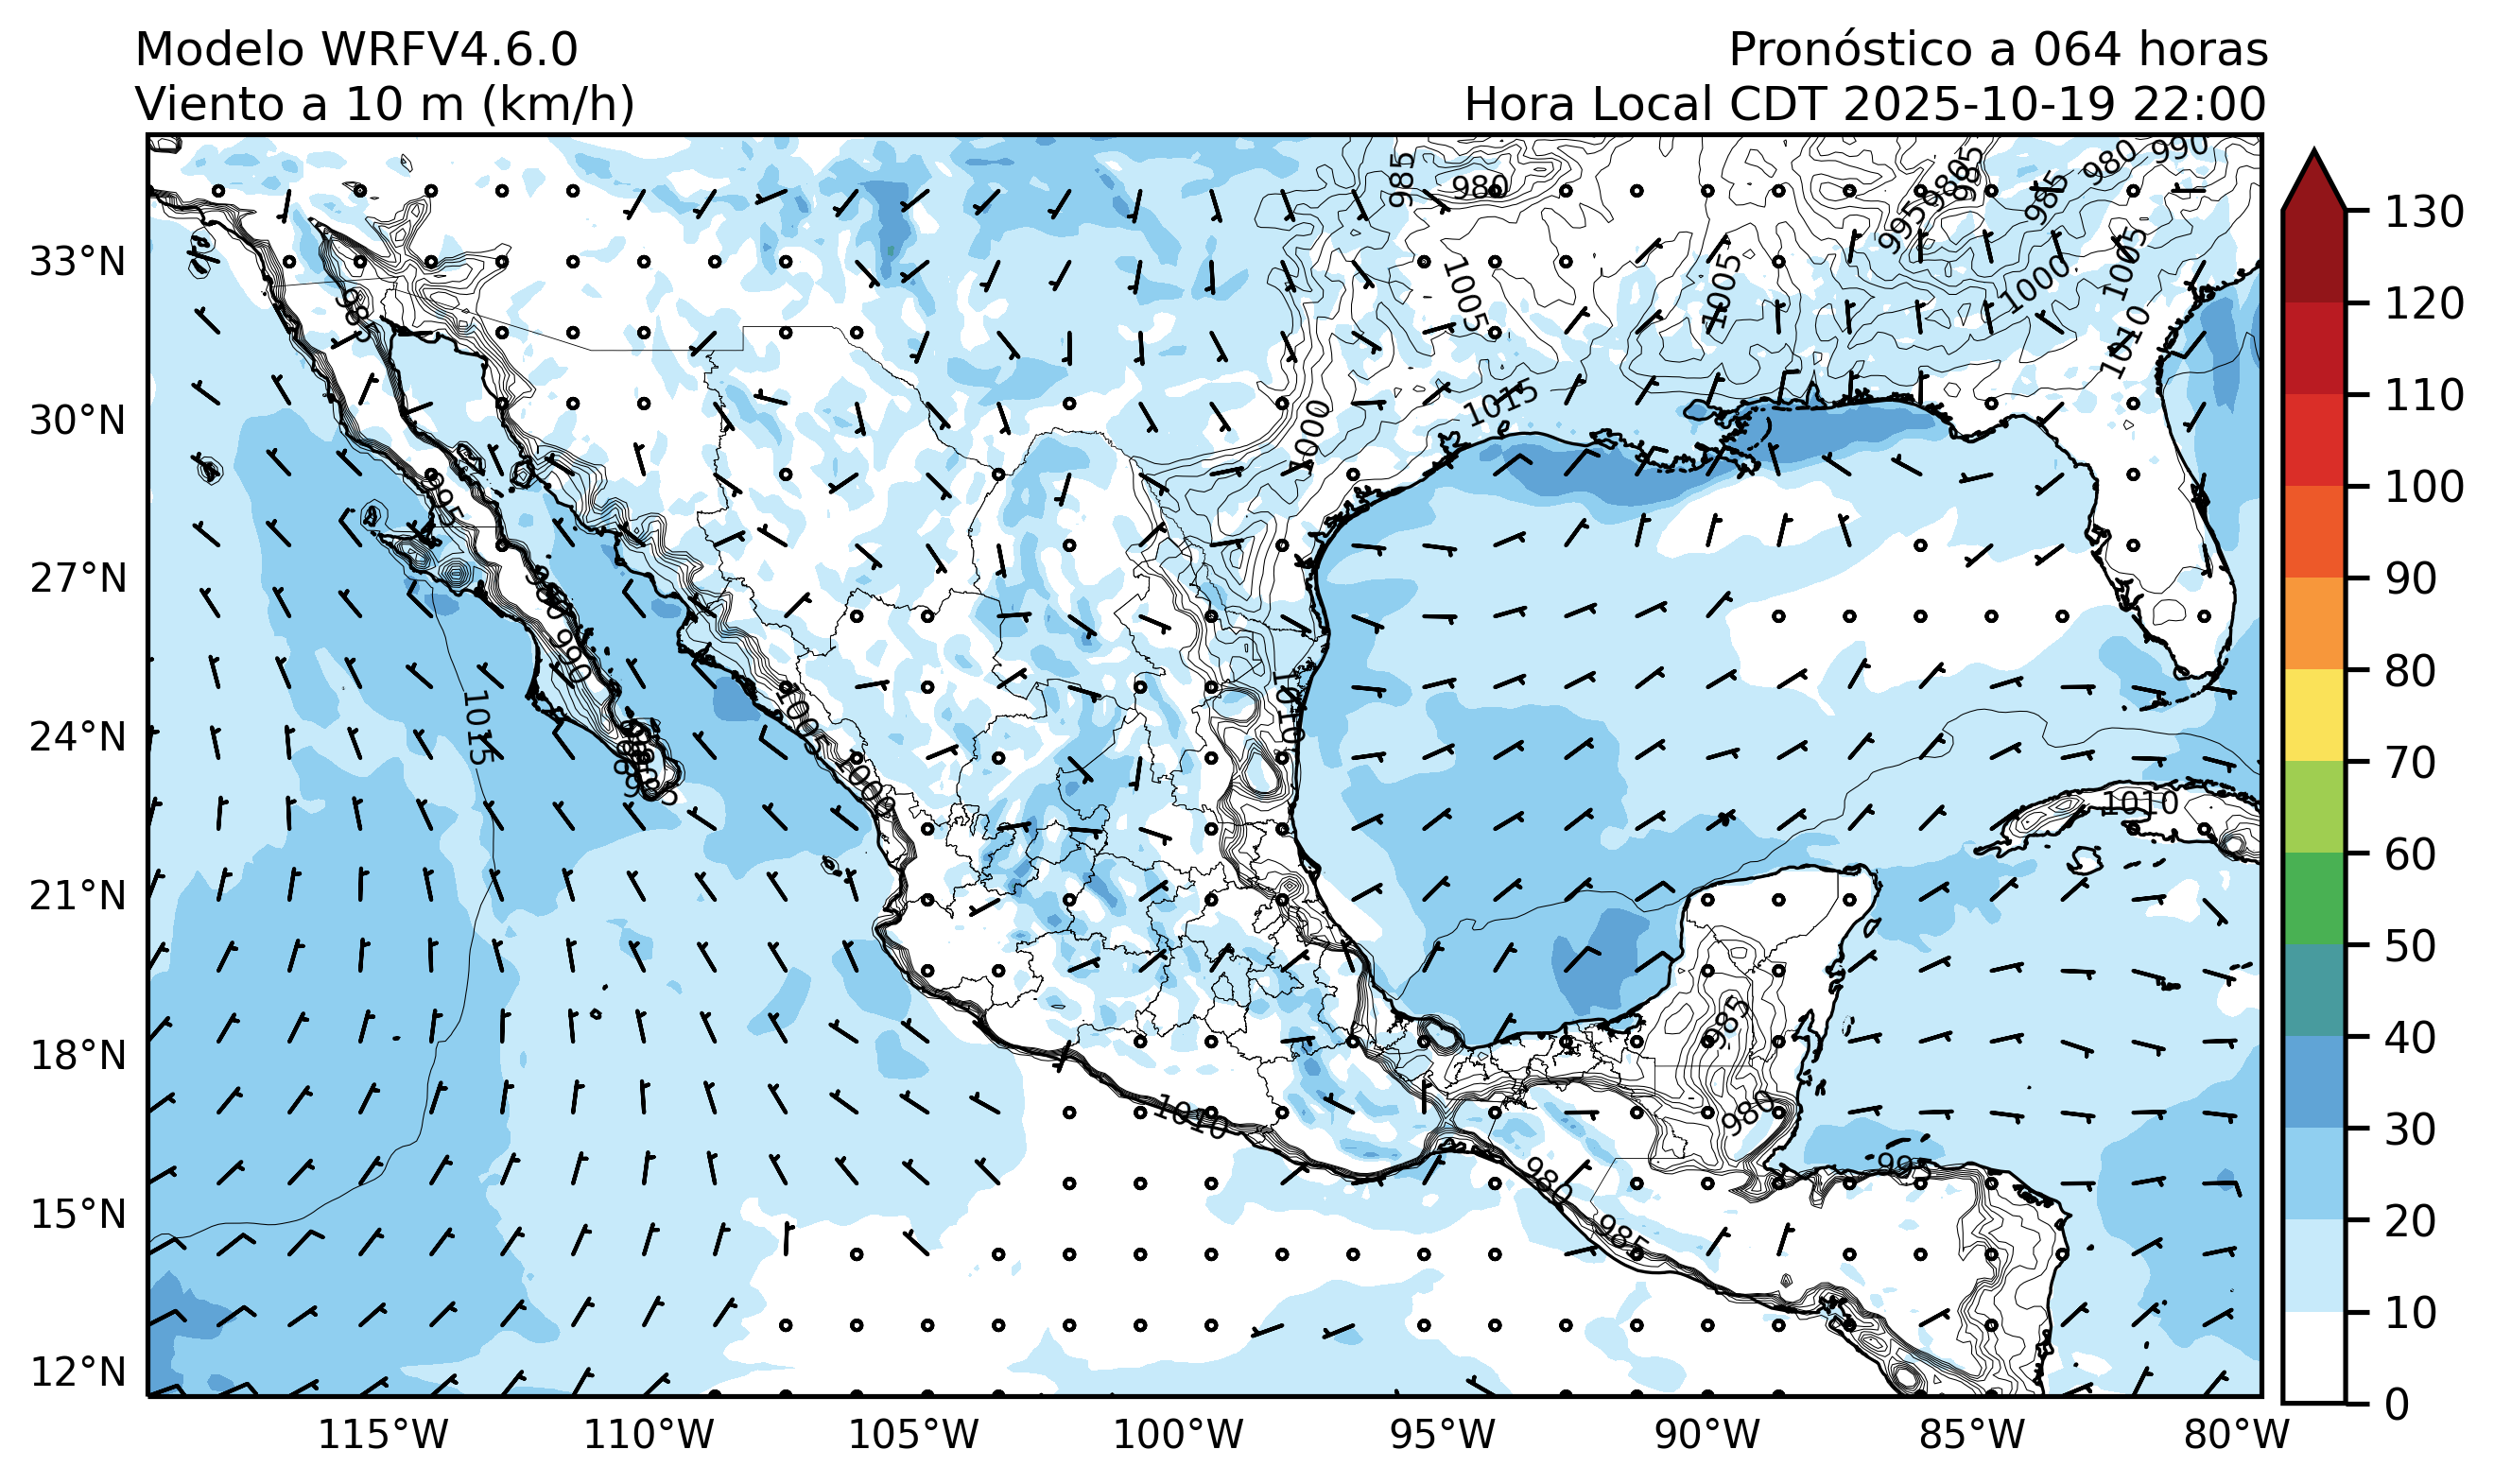 Modelo WRFV4.6.0
Viento a 10 m (km/h)
Pronóstico a 064 horas
Hora Local CDT 2025-10-19 22:00
33°N
30°N
27°N
24°N
21°N
18°N
15°N
12°N
115°W
110°W
105°W
100°W
95°W
90°W
85°W
80°W
130
120
110
100
90
80
70
60
50
40
30
20
10
0
985
980
985
980
990
995
985
1005
1005
1000
1005
1010
1015
1000
995
990
1015
1005
1000
1010
1010
1010
985
980
995
980
985